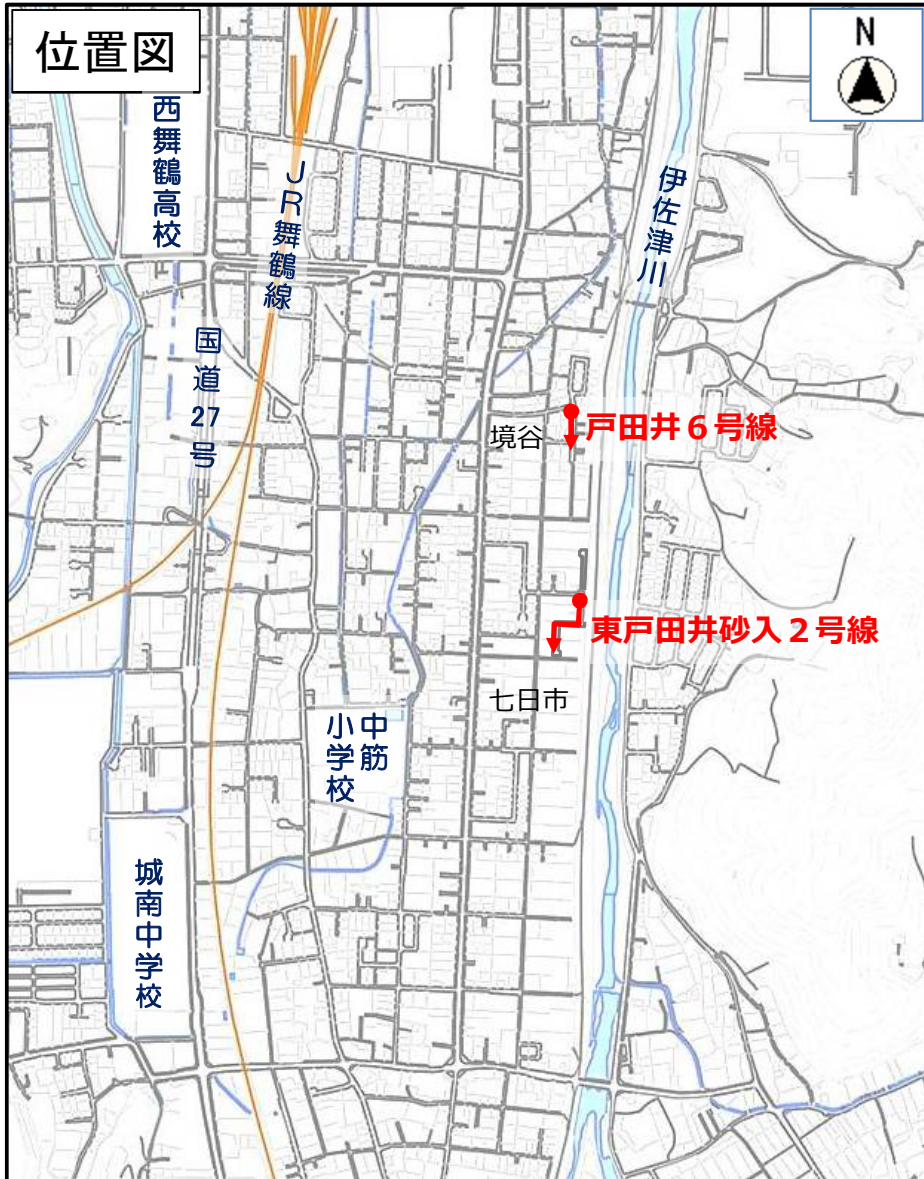 位置図
N
西舞鶴高校
JR舞鶴線
伊佐津川
国道27号
境谷
戸田井６号線
東戸田井砂入２号線
七日市
中筋
小学校
城南中学校